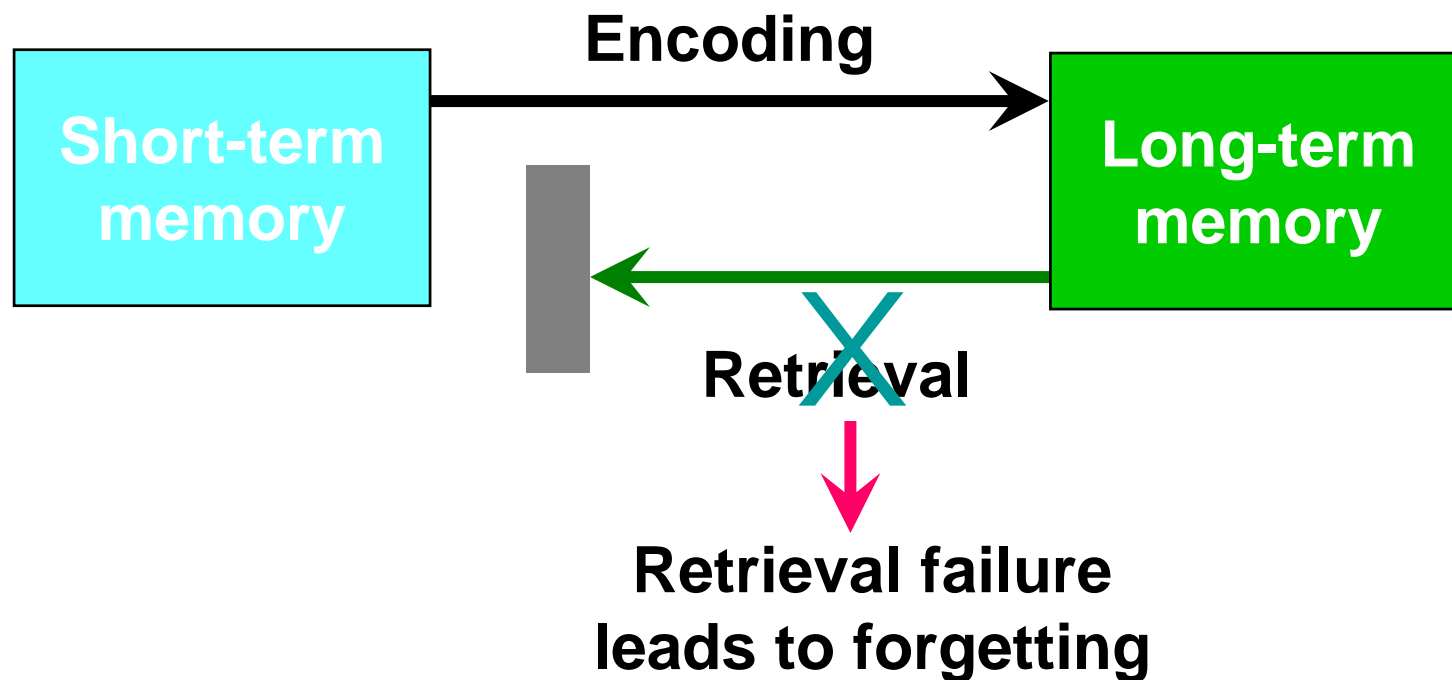 Encoding
Short-term
memory
Long-term
memory
Retrieval
X
Retrieval failure
leads to forgetting